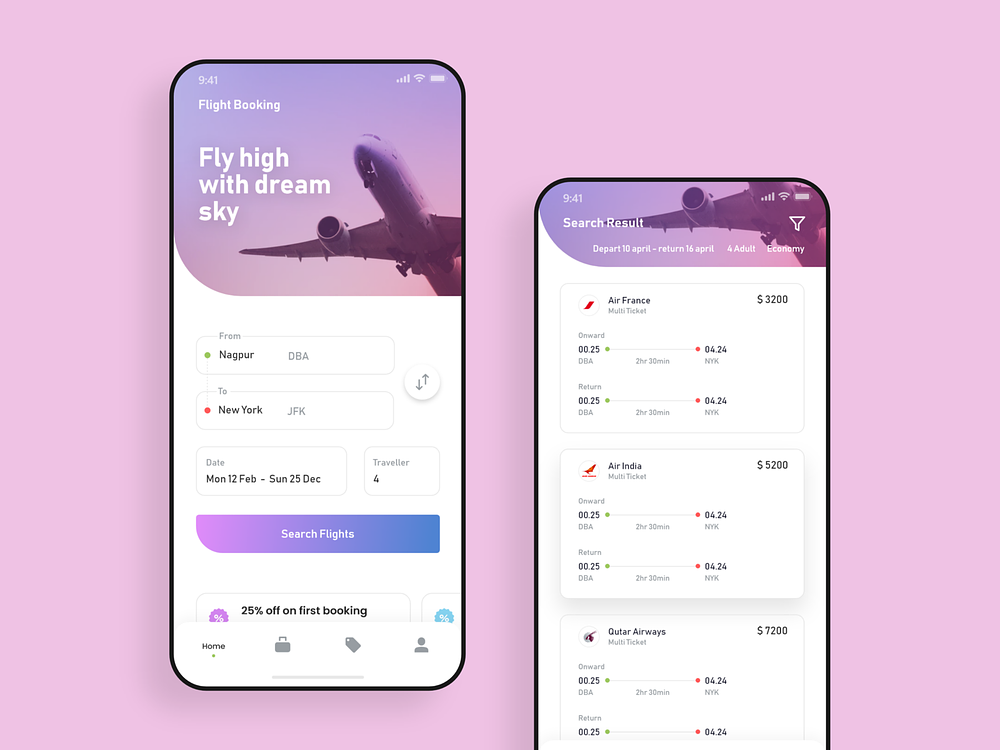 9:41
Flight Booking
Fly high
with dream
sky
From
Nagpur DBA
To
New York JFK
Date
Mon 12 Feb - Sun 25 Dec
Traveller
4
Search Flights
25% off on first booking
%
%
Home
9:41
Search Result
Depart 10 april - return 16 april 4 Adult Economy
Air France
Multi Ticket
$ 3200
Onward
00.25 04.24
DBA 2hr 30min NYK
Return
00.25 04.24
DBA 2hr 30min NYK
Air India
Multi Ticket
$ 5200
Onward
00.25 04.24
DBA 2hr 30min NYK
Return
00.25 04.24
DBA 2hr 30min NYK
Qutar Airways
Multi Ticket
$ 7200
Onward
00.25 04.24
DBA 2hr 30min NYK
Return
00.25 04.24